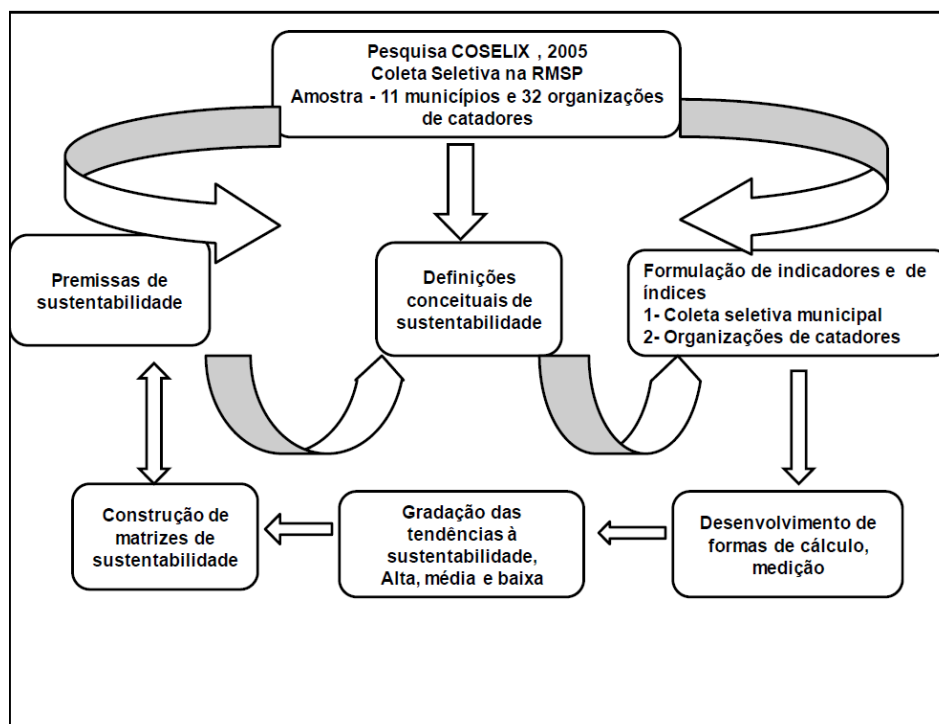 Pesquisa COSELIX , 2005
Coleta Seletiva na RMSP
Amostra - 11 municípios e 32 organizações
de catadores
Premissas de
sustentabilidade
Definições
conceituais de
sustentabilidade
Formulação de indicadores e de
índices
1- Coleta seletiva municipal
2- Organizações de catadores
Construção de
matrizes de
sustentabilidade
Gradação das
tendências à
sustentabilidade,
Alta, média e baixa
Desenvolvimento de
formas de cálculo,
medição